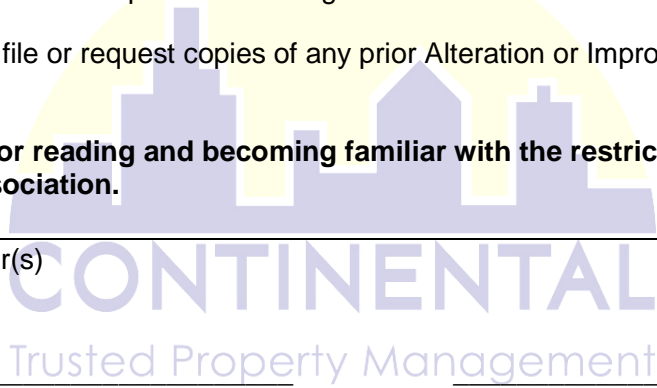 file or request copies of any prior Alteration or Impro
or reading and becoming familiar with the restric
sociation.
r(s)
CONTINENTAL
Trusted Property Management